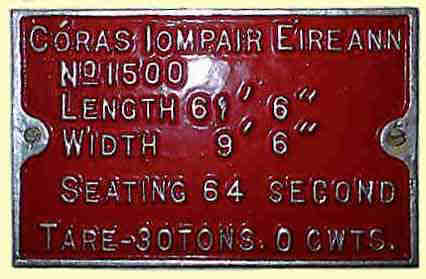 CÓRAS IOMPAIR EIREANN
Nº 1500
LENGTH 61' 6"
WIDTH 9' 6"
SEATING 64 SECOND
TARE-30TONS. 0 CWTS.